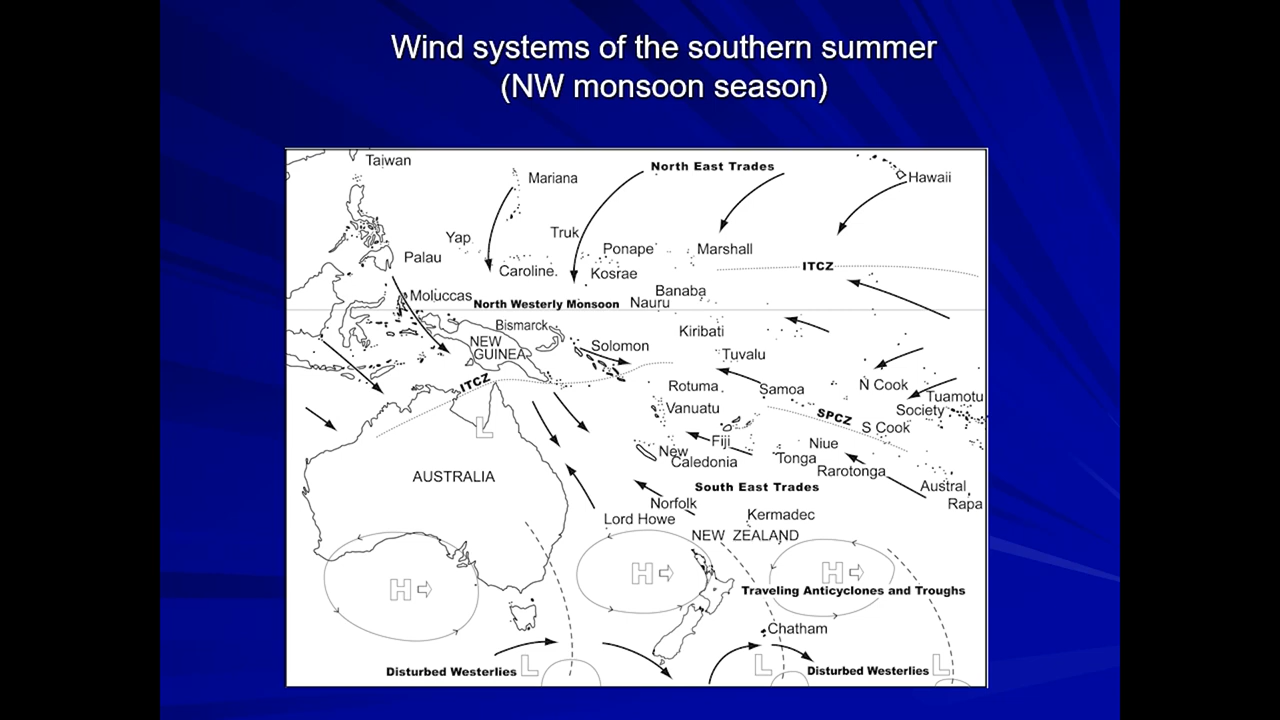 Wind systems of the southern summer
(NW monsoon season)
Taiwan
North East Trades
Mariana
Hawaii
Truk
Yap
Ponape
Marshall
Palau
ITCZ
Caroline.
Kosrae
Banaba
Moluccas
North Westerly Monsoon
Nauru
Bismarck
Kiribati
NEW
GUINEA
Solomon
Tuvalu
ITCZ
Rotuma
Samoa
N Cook
Tuamotu
Vanuatu
SPCZ
Society
L
S Cook
Fiji
Niue
New
Caledonia
Tonga
Rarotonga
AUSTRALIA
South East Trades
Austral
Norfolk
Rapa
Lord Howe
Kermadec
NEW ZEALAND
H
H
H
Traveling Anticyclones and Troughs
Chatham
Disturbed Westerlies
L
L
Disturbed Westerlies
L